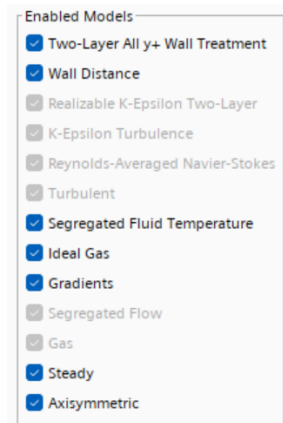 Enabled Models
Two-Layer All y+ Wall Treatment
Wall Distance
Realizable K-Epsilon Two-Layer
K-Epsilon Turbulence
Reynolds-Averaged Navier-Stokes
Turbulent
Segregated Fluid Temperature
Ideal Gas
Gradients
Segregated Flow
Gas
Steady
Axisymmetric